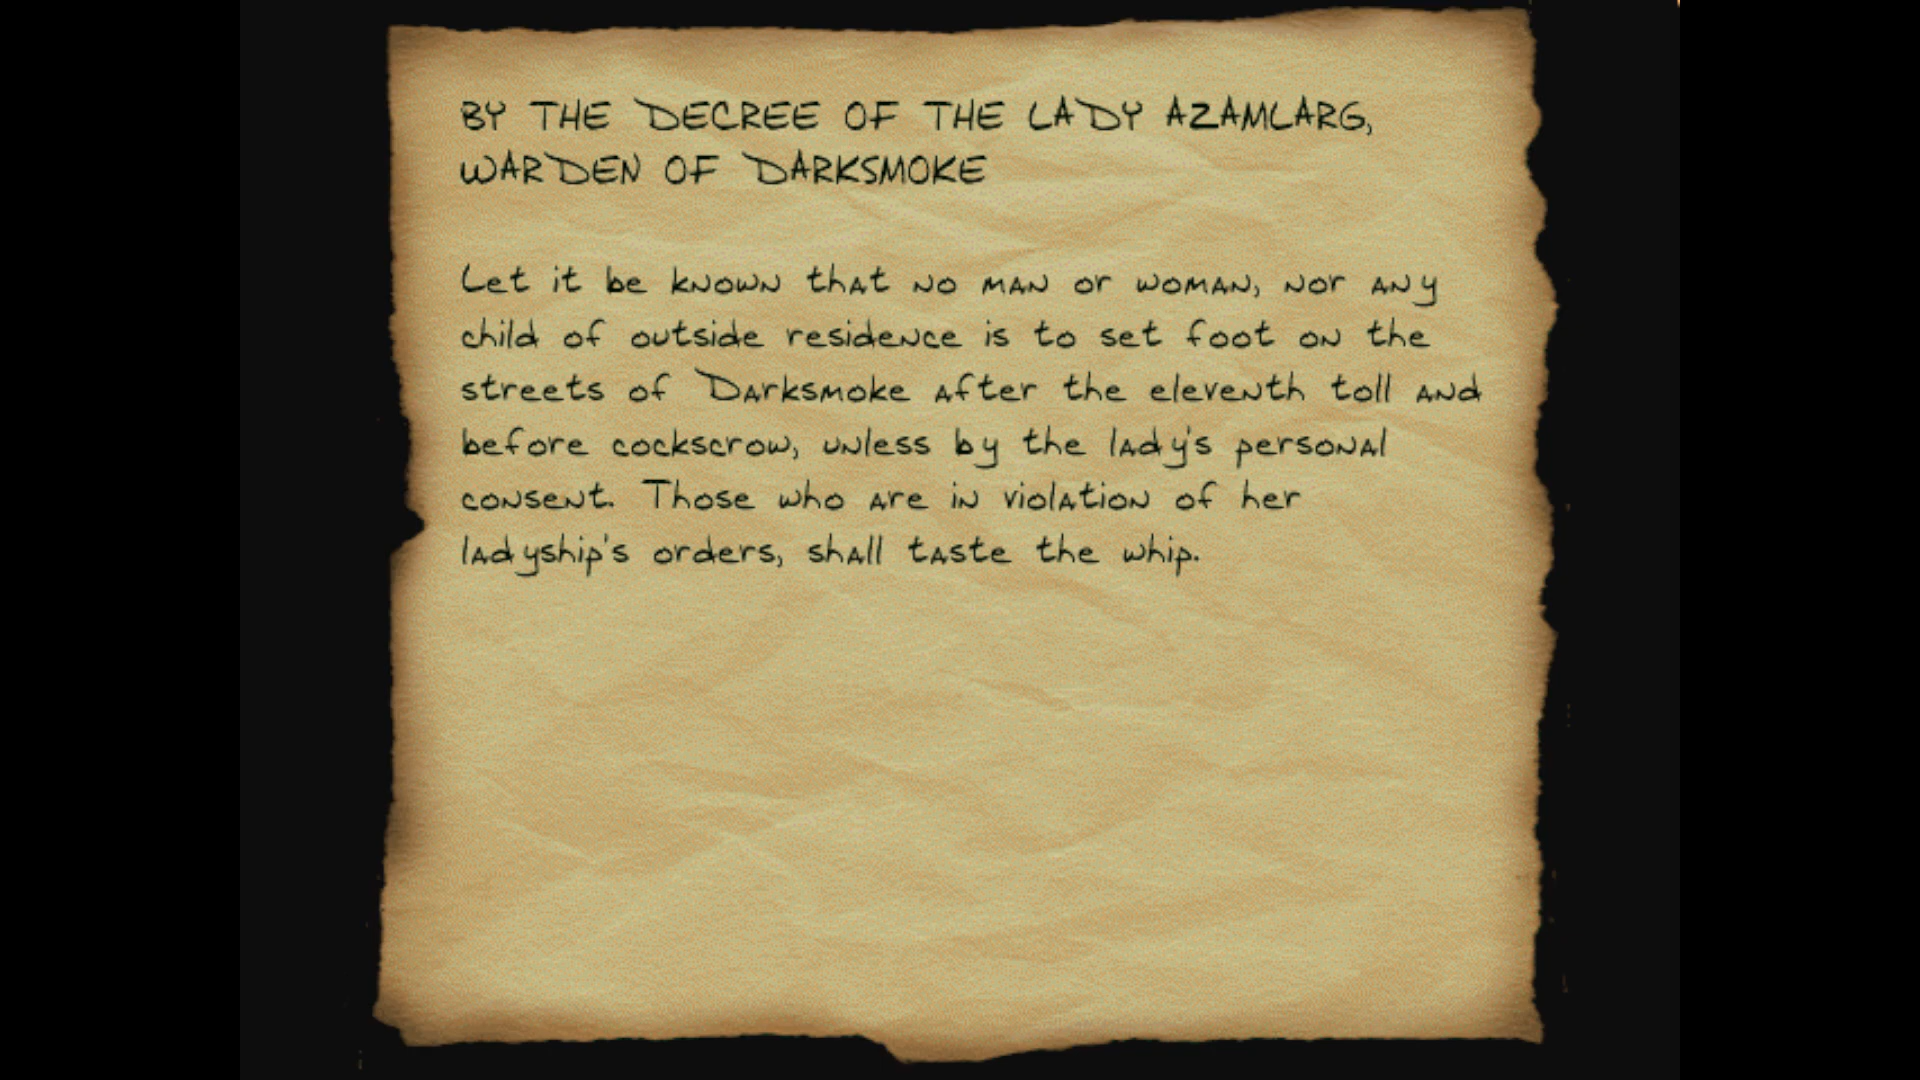 BY THE DECREE OF THE LADY AZAMLARG,
WARDEN OF DARKSMOKE
Let it be known that no man or woman, nor any
child of outside residence is to set foot on the
streets of Darksmoke after the eleventh toll and
before cockscrow, unless by the lady's personal
consent. Those who are in violation of her
ladyship's orders, shall taste the whip.